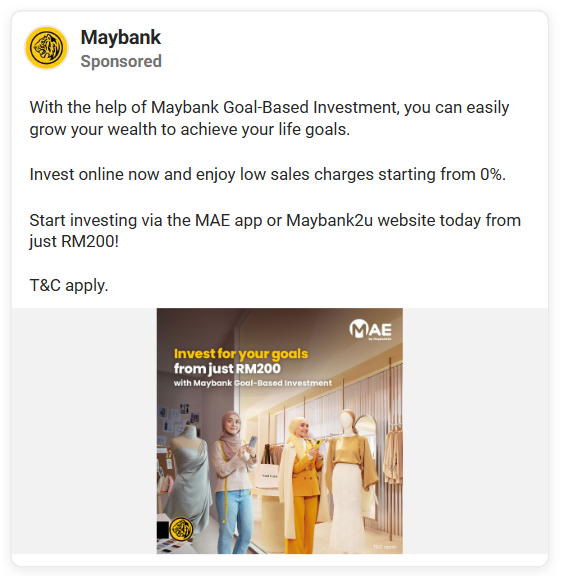 Maybank
Sponsored
With the help of Maybank Goal-Based Investment, you can easily
grow your wealth to achieve your life goals.
Invest online now and enjoy low sales charges starting from 0%.
Start investing via the MAE app or Maybank2u website today from
just RM200!
T&C apply.
MAE
by Maybank2u
Invest for your goals
from just RM200
with Maybank Goal-Based Investment
T&C apply